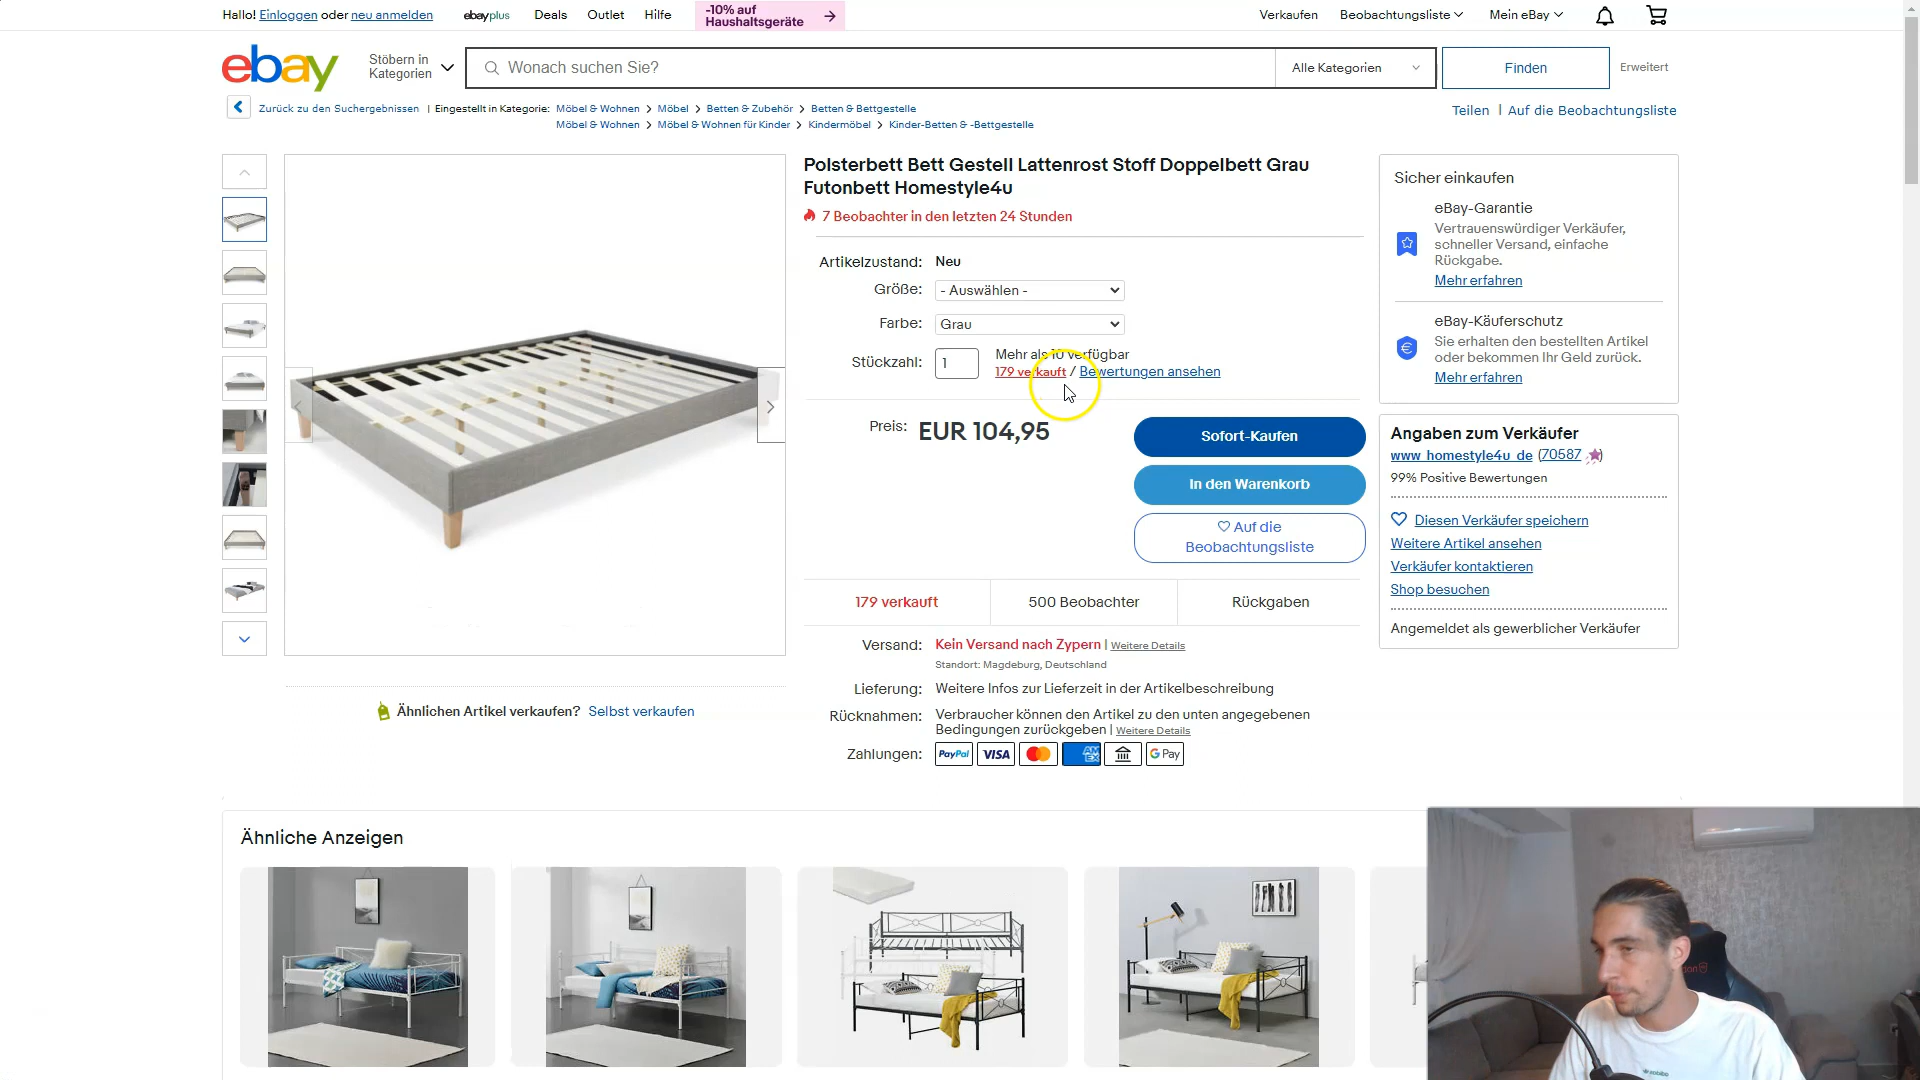 Hallo! Einloggen oder neu anmelden
ebayplus
Deals
Outlet
Hilfe
-10% auf
Haushaltsgeräte
Verkaufen
Beobachtungsliste
Mein eBay
ebay
Stöbern in
Kategorien
Wonach suchen Sie?
Alle Kategorien
Finden
Erweitert
Zurück zu den Suchergebnissen | Eingestellt in Kategorie: Möbel & Wohnen > Möbel > Betten & Zubehör > Betten & Bettgestelle
Möbel & Wohnen > Möbel & Wohnen für Kinder > Kindermöbel > Kinder-Betten & -Bettgestelle
Teilen | Auf die Beobachtungsliste
Polsterbett Bett Gestell Lattenrost Stoff Doppelbett Grau
Futonbett Homestyle4u
7 Beobachter in den letzten 24 Stunden
Artikelzustand: Neu
Größe: - Auswählen -
Farbe: Grau
Stückzahl: 1
Mehr als 10 verfügbar
179 verkauft / Bewertungen ansehen
Preis: EUR 104,95
Sofort-Kaufen
In den Warenkorb
Auf die
Beobachtungsliste
179 verkauft
500 Beobachter
Rückgaben
Versand: Kein Versand nach Zypern | Weitere Details
Standort: Magdeburg, Deutschland
Lieferung: Weitere Infos zur Lieferzeit in der Artikelbeschreibung
Rücknahmen: Verbraucher können den Artikel zu den unten angegebenen
Bedingungen zurückgeben | Weitere Details
Zahlungen: PayPal VISA AM EX G Pay
Sicher einkaufen
eBay-Garantie
Vertrauenswürdiger Verkäufer,
schneller Versand, einfache
Rückgabe.
Mehr erfahren
eBay-Käuferschutz
Sie erhalten den bestellten Artikel
oder bekommen Ihr Geld zurück.
Mehr erfahren
Angaben zum Verkäufer
www_homestyle4u_de (70587)
99% Positive Bewertungen
Diesen Verkäufer speichern
Weitere Artikel ansehen
Verkäufer kontaktieren
Shop besuchen
Angemeldet als gewerblicher Verkäufer
Ähnlichen Artikel verkaufen? Selbst verkaufen
Ähnliche Anzeigen